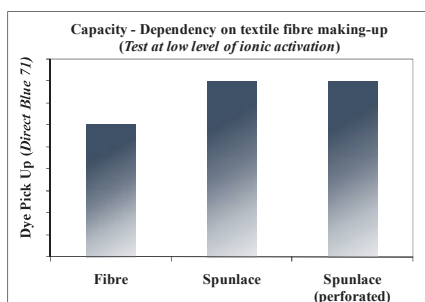 Capacity - Dependency on textile fibre making-up
(Test at low level of ionic activation)
Dye Pick Up (Direct Blue 71)
Fibre
Spunlace
Spunlace
(perforated)